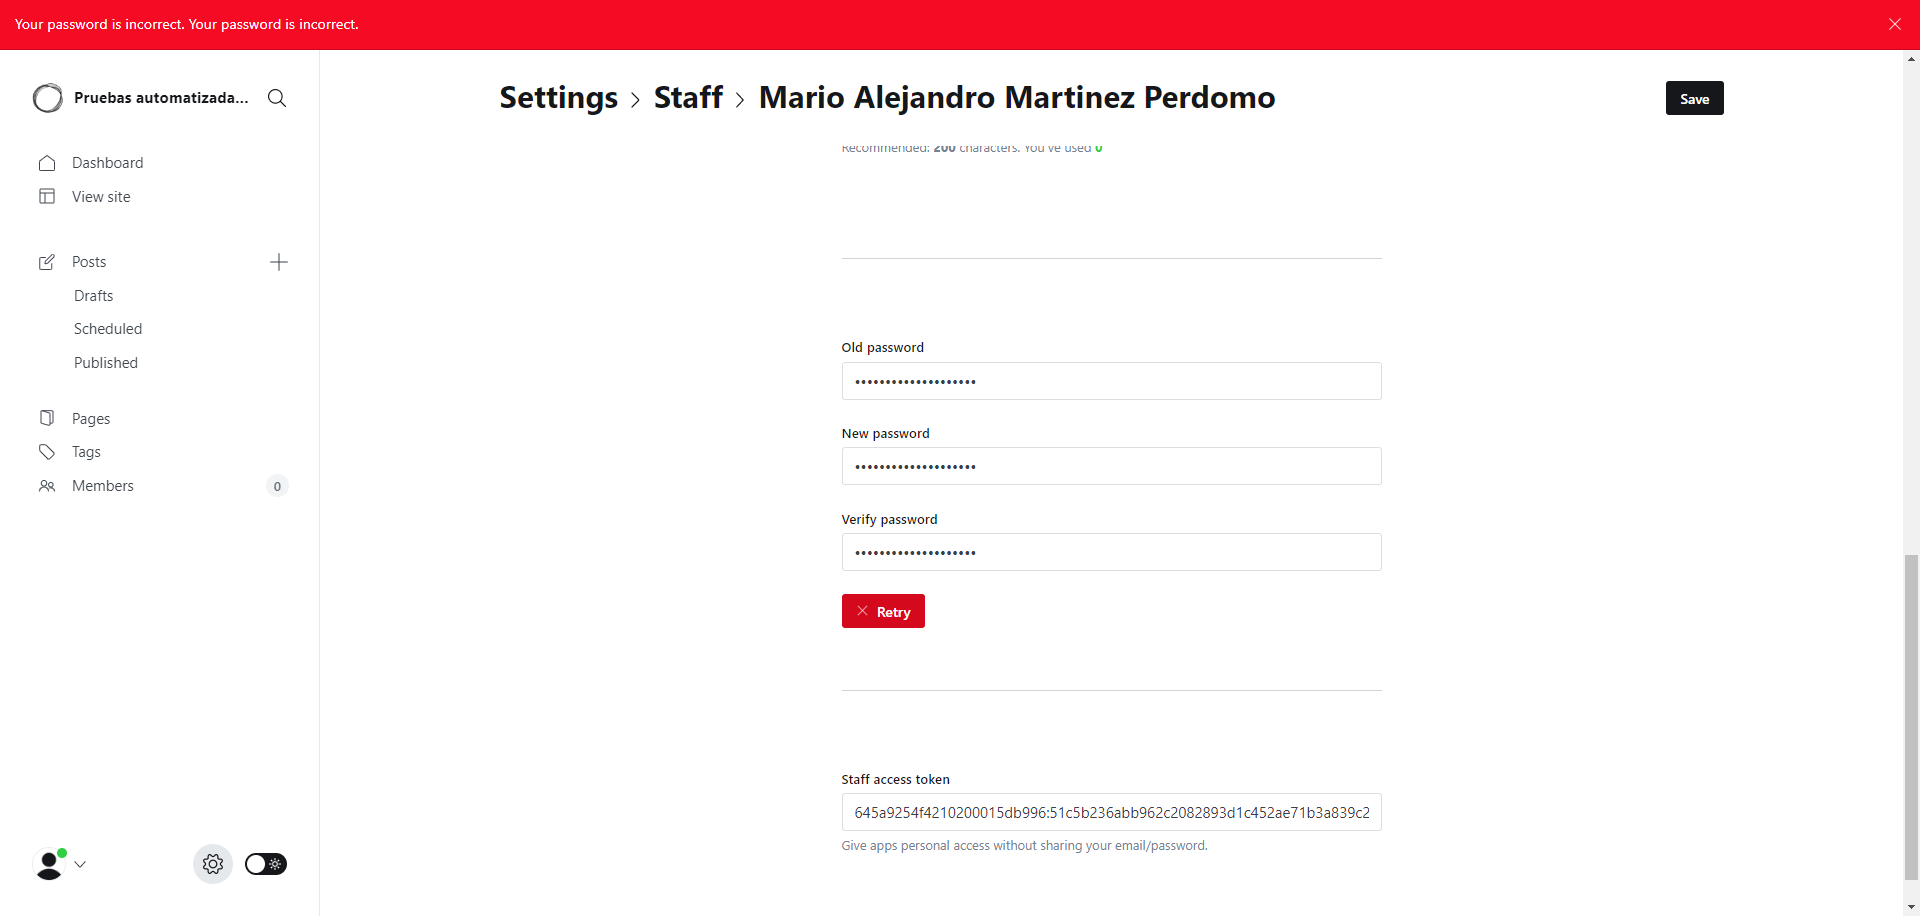 Your password is incorrect. Your password is incorrect.
Pruebas automatizada...
Settings > Staff > Mario Alejandro Martinez Perdomo
Save
Dashboard
View site
Posts
Drafts
Scheduled
Published
Pages
Tags
Members
0
Recommended: 200 characters. You've used 0
Old password
••••••••••••••••••••
New password
••••••••••••••••••••
Verify password
••••••••••••••••••••
Retry
Staff access token
645a9254f4210200015db996:51c5b236abb962c2082893d1c452ae71b3a839c2
Give apps personal access without sharing your email/password.